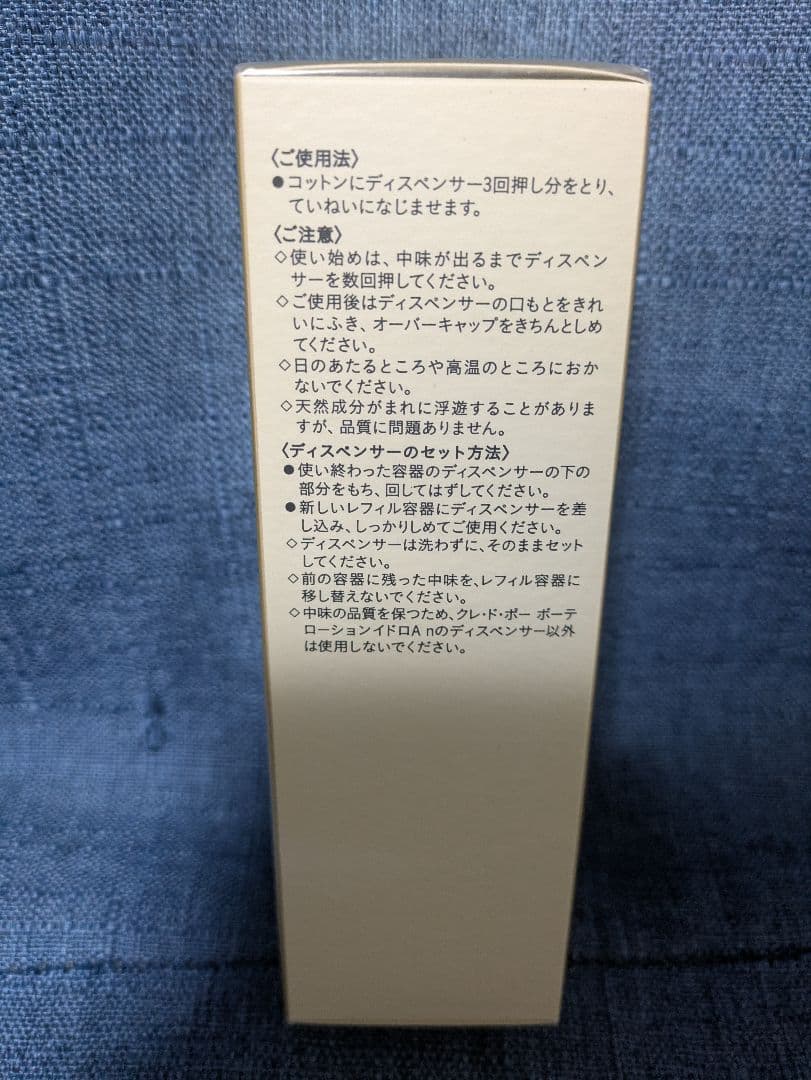 〈ご使用法〉
●コットンにディスペンサー3回押し分をとり、
ていねいになじませます。
〈ご注意〉
◇使い始めは、中味が出るまでディスペン
サーを数回押してください。
◇ご使用後はディスペンサーの口もとをきれ
いにふき、オーバーキャップをきちんとしめ
てください。
◇日のあたるところや高温のところにおか
ないでください。
◇天然成分がまれに浮遊することがありま
すが、品質に問題ありません。
〈ディスペンサーのセット方法〉
●使い終わった容器のディスペンサーの下の
部分をもち、回してはずしてください。
●新しいレフィル容器にディスペンサーを差
し込み、しっかりしめてご使用ください。
◇ディスペンサーは洗わずに、そのままセット
してください。
◇前の容器に残った中味を、レフィル容器に
移し替えないでください。
◇中味の品質を保つため、クレ・ド・ポー ボーテ
ローションイドロA nのディスペンサー以外
は使用しないでください。